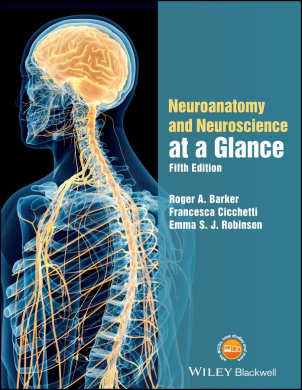 Neuroanatomy
and Neuroscience
at a Glance
Fifth Edition
Roger A. Barker
Francesca Cicchetti
Emma S. J. Robinson
WILEY Blackwell